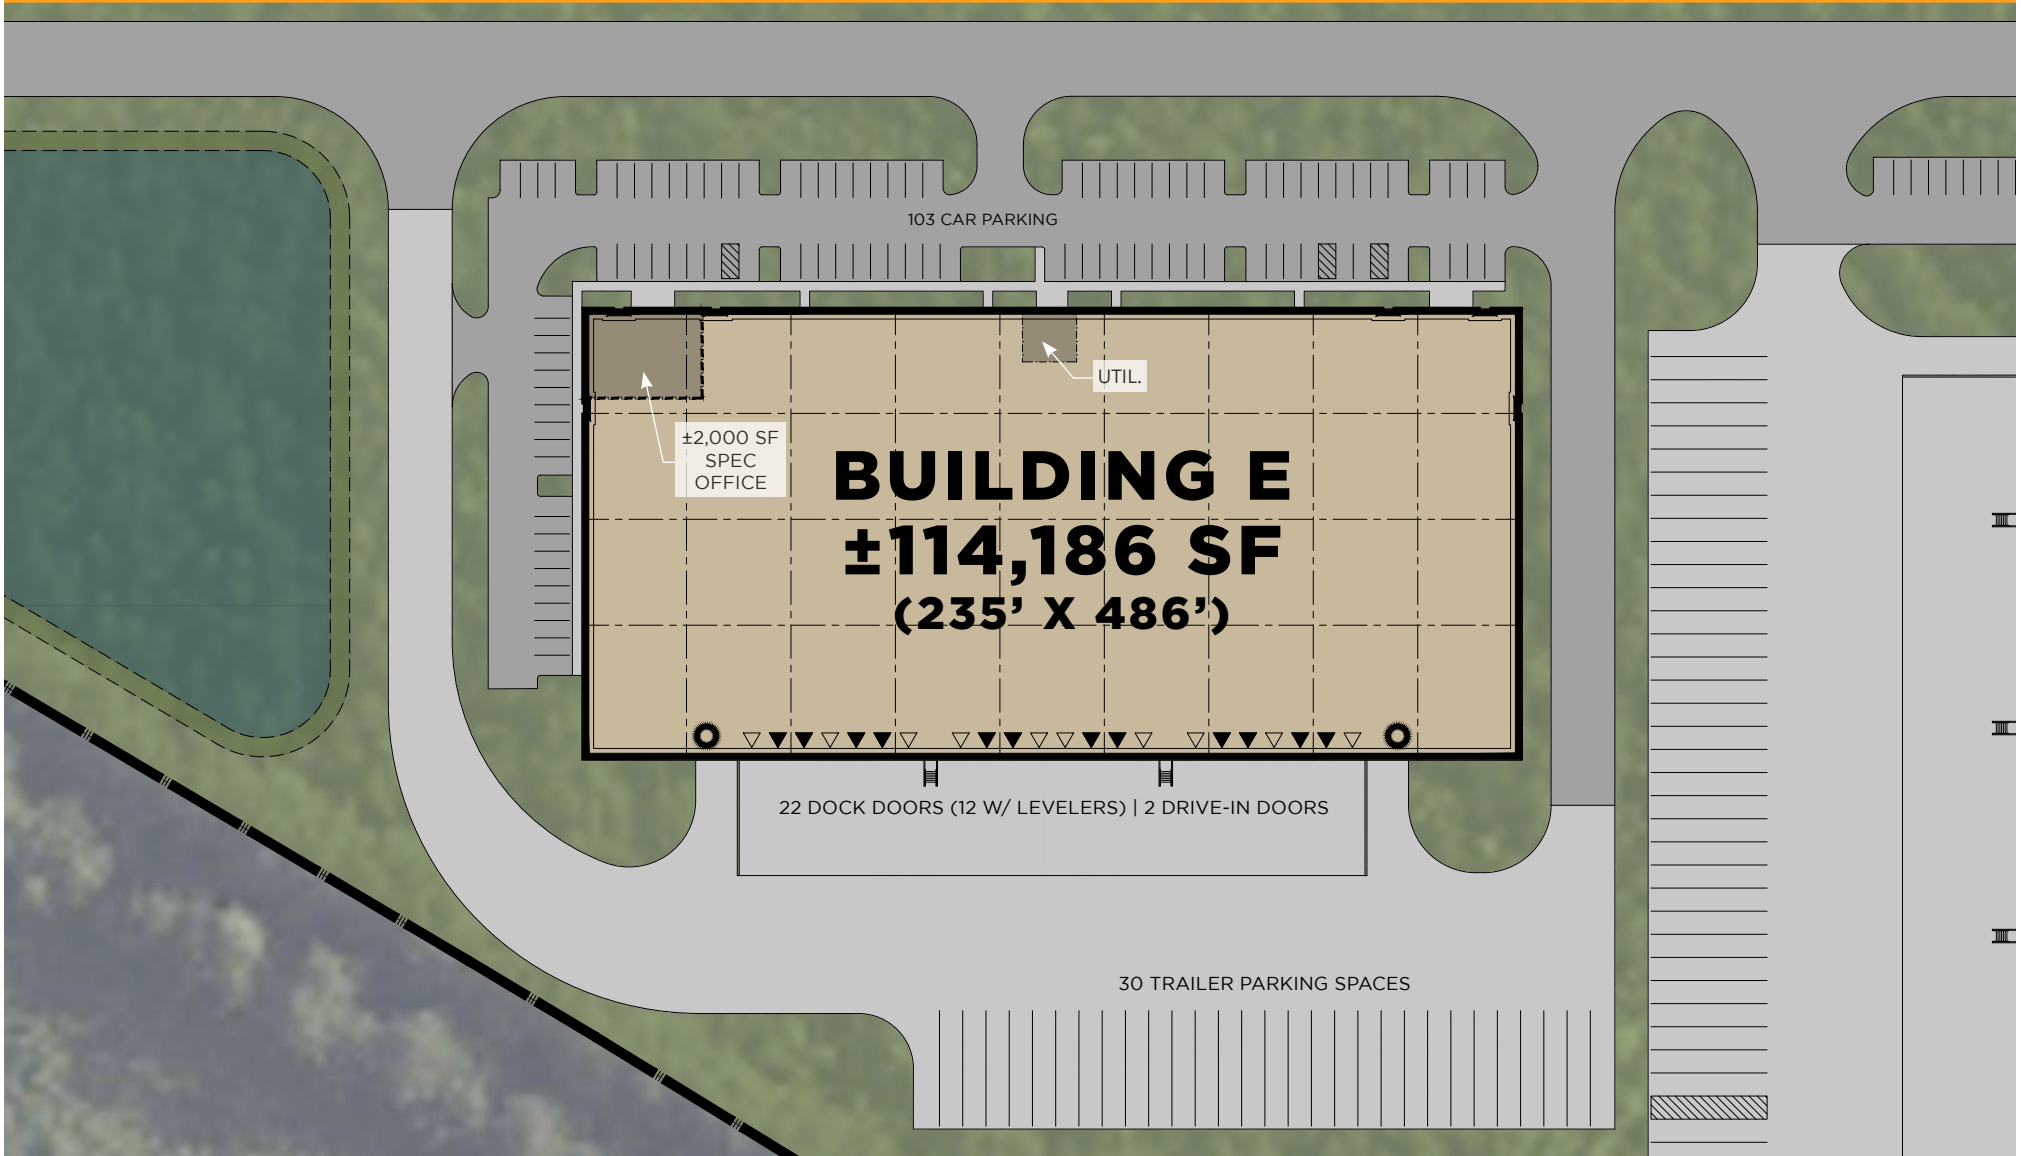 103 CAR PARKING
UTIL.
±2,000 SF
SPEC
OFFICE
BUILDING E
±114,186 SF
(235’ X 486’)
22 DOCK DOORS (12 W/ LEVELERS) | 2 DRIVE-IN DOORS
30 TRAILER PARKING SPACES